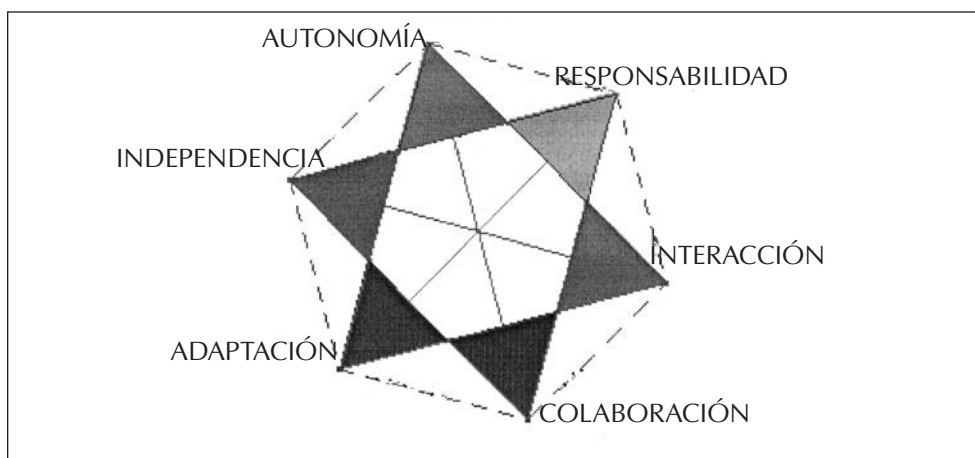 AUTONOMÍA
RESPONSABILIDAD
INDEPENDENCIA
INTERACCIÓN
ADAPTACIÓN
COLABORACIÓN